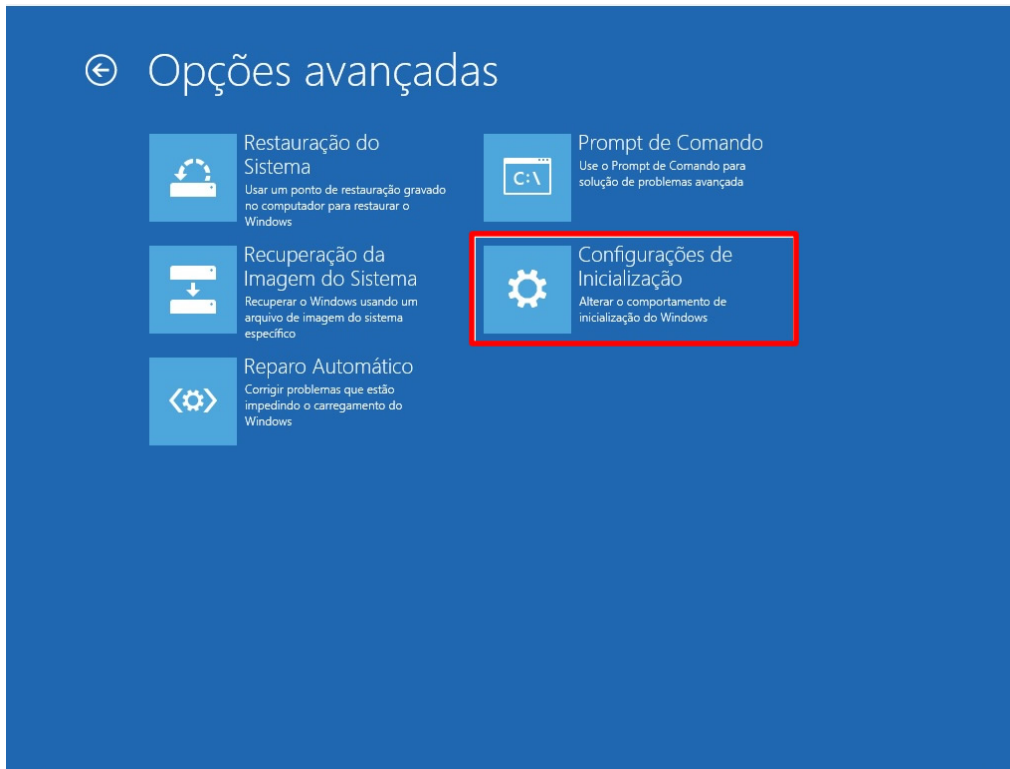 Opções avançadas
Restauração do
Sistema
Usar um ponto de restauração gravado
no computador para restaurar o
Windows
Recuperação da
Imagem do Sistema
Recuperar o Windows usando um
arquivo de imagem do sistema
específico
Reparo Automático
Corrigir problemas que estão
impedindo o carregamento do
Windows
C:\
Prompt de Comando
Use o Prompt de Comando para
solução de problemas avançada
Configurações de
Inicialização
Alterar o comportamento de
inicialização do Windows